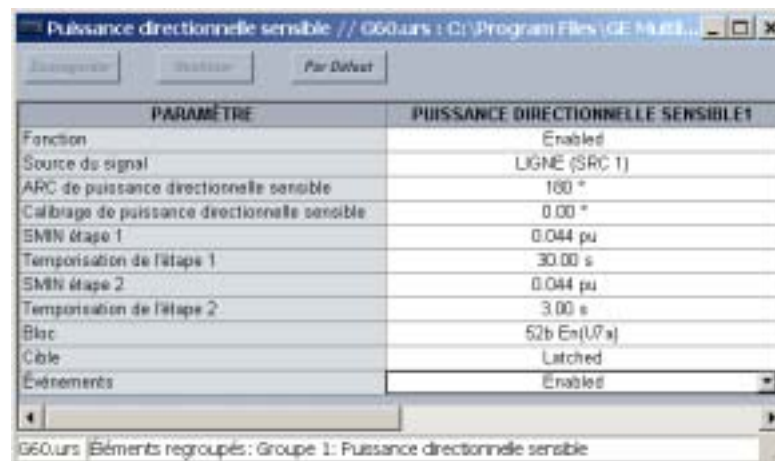 Puissance directionnelle sensible // G60.urs : C:\Program Files\GE Multi...
Sauvegarder Restituer Par Défaut
PARAMÈTRE PUISSANCE DIRECTIONNELLE SENSIBLE1
Fonction Enabled
Source du signal LIGNE (SRC 1)
ARC de puissance directionnelle sensible 180 °
Calibrage de puissance directionnelle sensible 0.00 °
SMIN étape 1 0.044 pu
Temporisation de l'étape 1 30.00 s
SMIN étape 2 0.044 pu
Temporisation de l'étape 2 3.00 s
Bloc 52b En(U7a)
Cible Latched
Événements Enabled
G60.urs Éléments regroupés: Groupe 1: Puissance directionnelle sensible